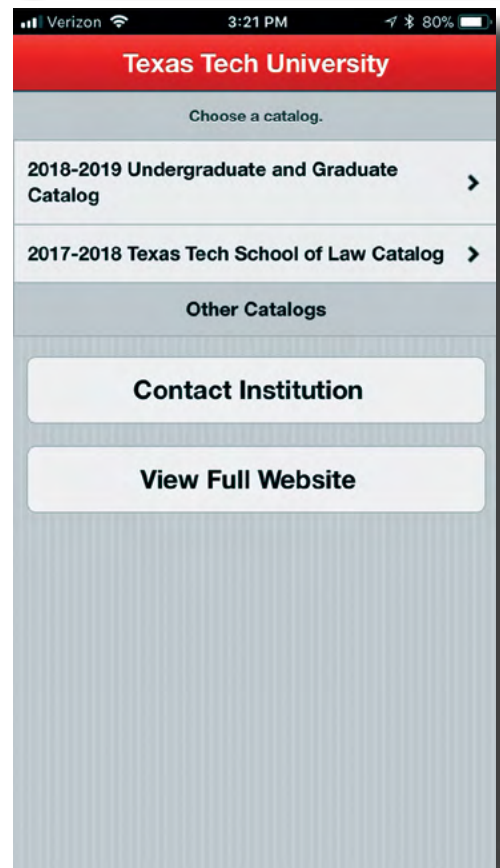 Verizon 3:21 PM 80%
Texas Tech University
Choose a catalog.
2018-2019 Undergraduate and Graduate
Catalog
2017-2018 Texas Tech School of Law Catalog
Other Catalogs
Contact Institution
View Full Website